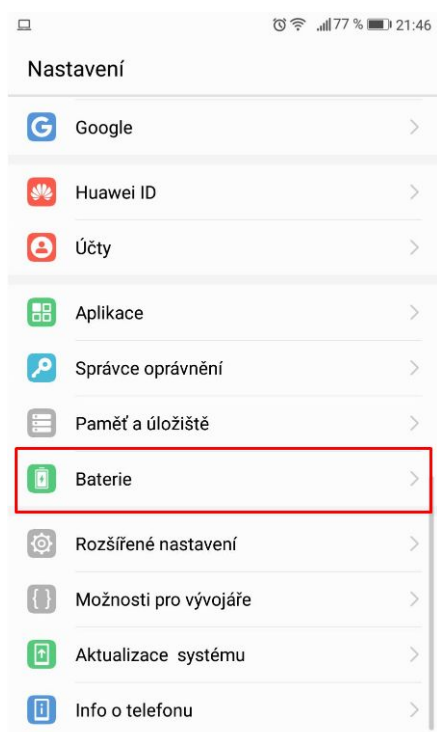 77 % 21:46
Nastavení
Google
Huawei ID
Účty
Aplikace
Správce oprávnění
Paměť a úložiště
Baterie
Rozšířené nastavení
Možnosti pro vývojáře
Aktualizace  systému
Info o telefonu